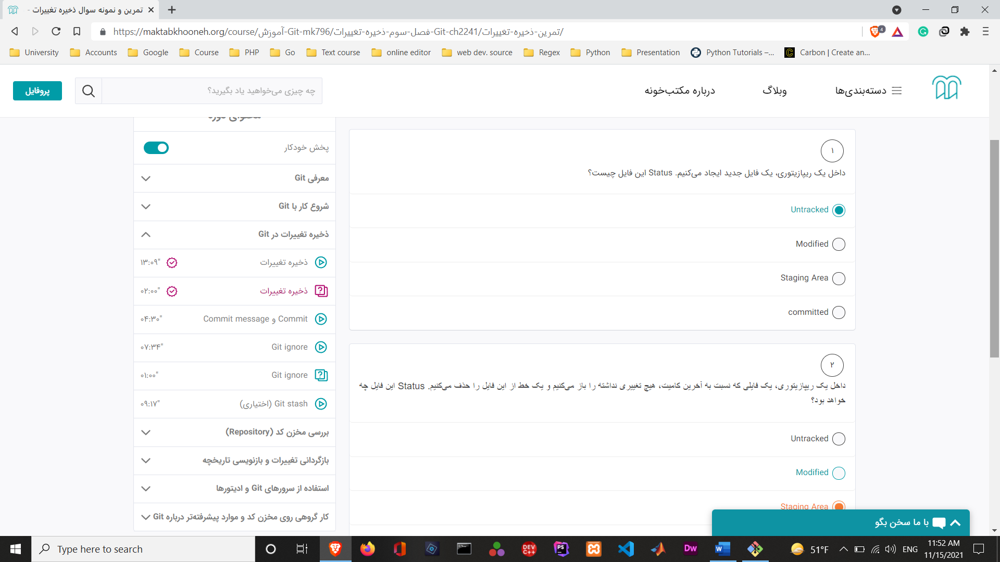 تمرین و نمونه سوال ذخیره تغییرات -
https://maktabkhooneh.org/course/آموزش-Git-mk796/فصل-سوم-ذخیره-تغییرات-Git-ch2241/تمرین-ذخیره-تغییرات/
4
University Accounts Google Course PHP Go Text course online editor web dev. source Regex Python Presentation Python Tutorials –... Carbon | Create an...
دسته‌بندی‌ها وبلاگ درباره مکتب‌خونه چه چیزی می‌خواهید یاد بگیرید؟ پروفایل
۱
داخل یک ریپازیتوری، یک فایل جدید ایجاد می‌کنیم. Status این فایل چیست؟
Untracked
Modified
Staging Area
committed
۲
داخل یک ریپازیتوری، یک فایلی که نسبت به آخرین کامیت، هیچ تغییری نداشته را باز می‌کنیم و یک خط از این فایل را حذف می‌کنیم. Status این فایل چه
خواهد بود؟
Untracked
Modified
Staging Area
پخش خودکار
معرفی Git
شروع کار با Git
ذخیره تغییرات در Git
ذخیره تغییرات ۱۳:۰۹"
ذخیره تغییرات ۰۲:۰۰"
Commit و Commit message ۰۴:۳۰"
Git ignore ۰۷:۳۴"
Git ignore ۰۱:۰۰"
Git stash (اختیاری) ۰۹:۱۷"
بررسی مخزن کد (Repository)
بازگردانی تغییرات و بازنویسی تاریخچه
استفاده از سرورهای Git و ادیتورها
کار گروهی روی مخزن کد و موارد پیشرفته‌تر درباره Git
با ما سخن بگو
Type here to search
DEV C++
PS
Dw
W
51°F
ENG
11:52 AM
11/15/2021